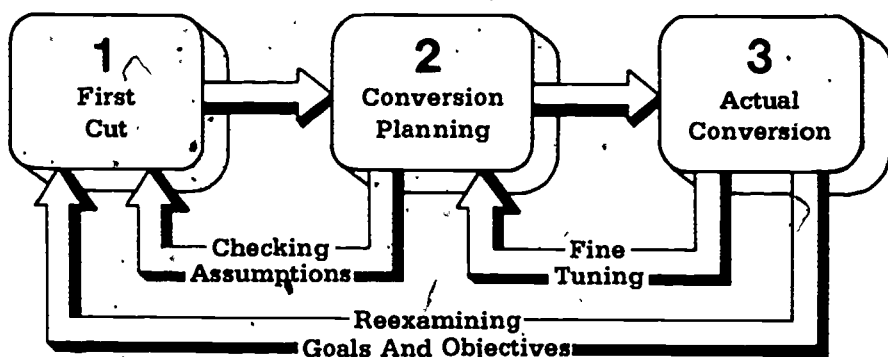 1
First
Cut
2
Conversion
Planning
3
Actual
Conversion
Checking
Assumptions
Fine
Tuning
Reexamining
Goals And Objectives